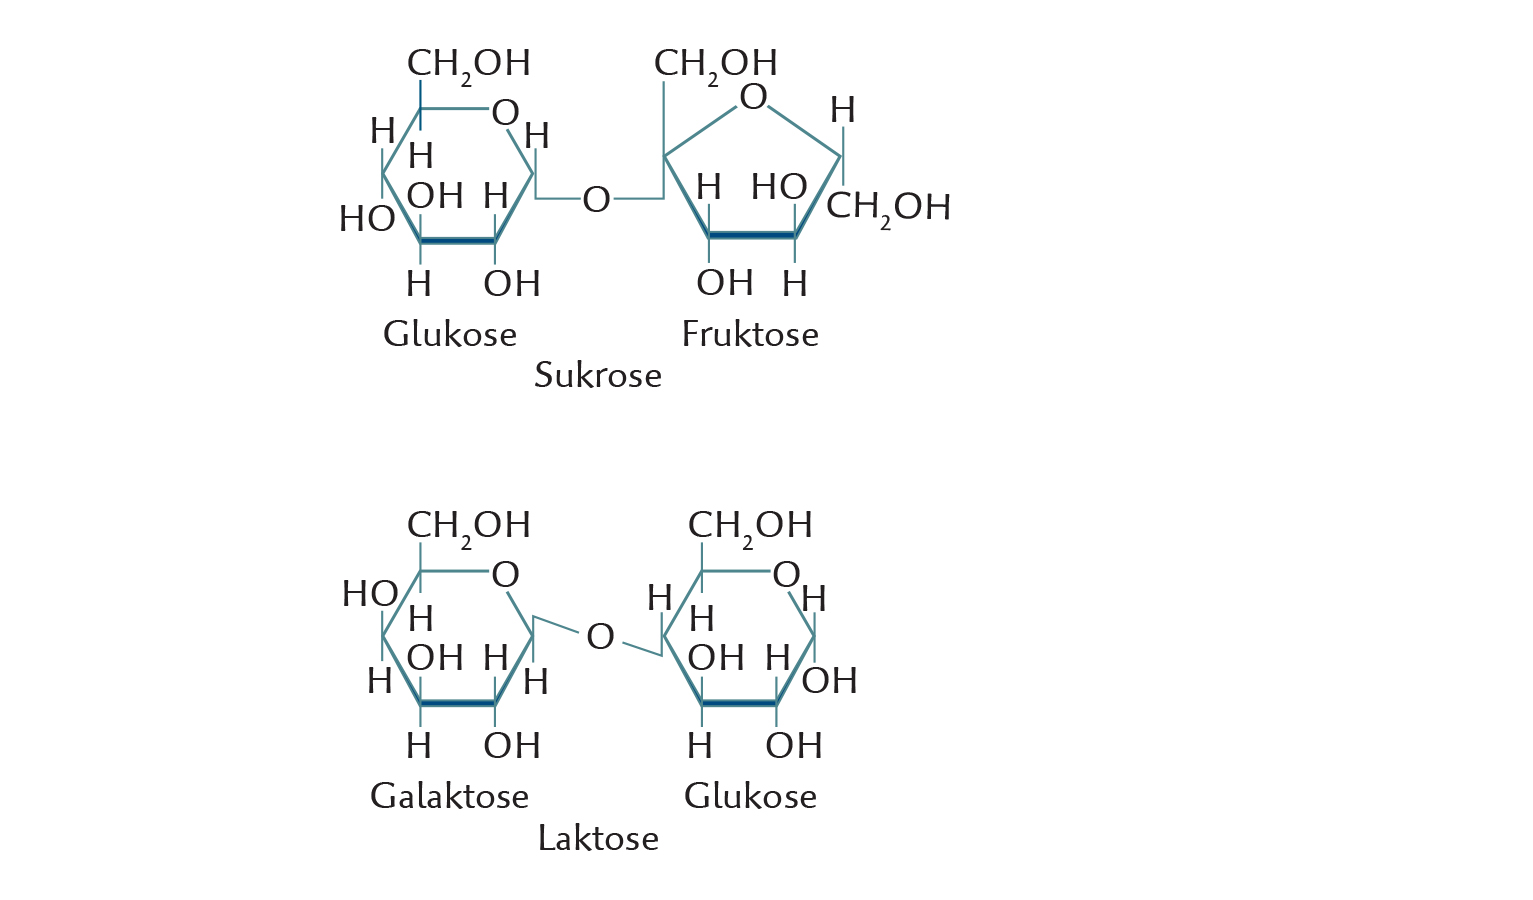 CH₂OH CH₂OH
O O H
H H
H
OH H H HO
HO O CH₂OH
H OH OH H
Glukose Fruktose
Sukrose
CH₂OH CH₂OH
O O
HO H H
H H
O
OH H OH H
H H OH
H OH H OH
Galaktose Glukose
Laktose